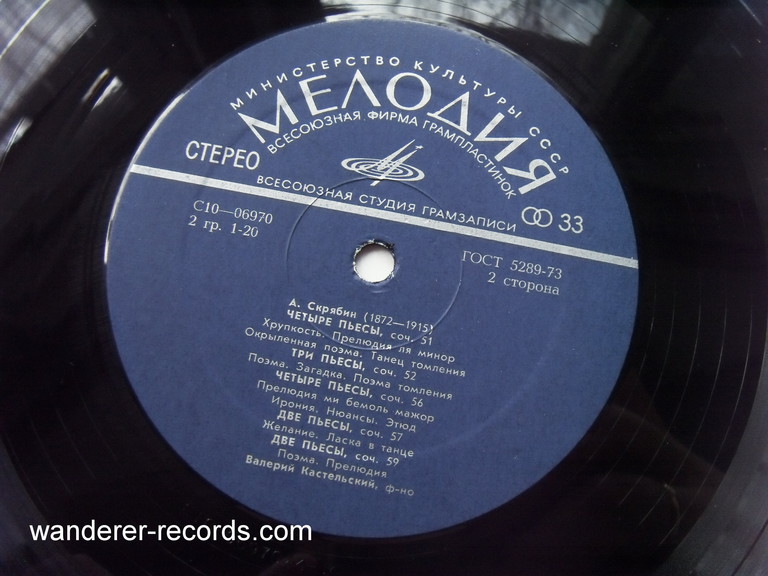 МИНИСТЕРСТВО КУЛЬТУРЫ СССР
МЕЛОДИЯ
ВСЕСОЮЗНАЯ ФИРМА ГРАМПЛАСТИНОК
СТЕРЕО
ВСЕСОЮЗНАЯ СТУДИЯ ГРАМЗАПИСИ
33
С10—06970
2 гр. 1-20
ГОСТ 5289-73
2 сторона
А. Скрябин (1872—1915)
ЧЕТЫРЕ ПЬЕСЫ, соч. 51
Хрупкость. Прелюдия ля минор
Окрыленная поэма. Танец томления
ТРИ ПЬЕСЫ, соч. 52
Поэма. Загадка. Поэма томления
ЧЕТЫРЕ ПЬЕСЫ, соч. 56
Прелюдия ми бемоль мажор
Ирония. Нюансы. Этюд
ДВЕ ПЬЕСЫ, соч. 57
Желание. Ласка в танце
ДВЕ ПЬЕСЫ, соч. 59
Поэма. Прелюдия
Валерий Кастельский, ф-но
wanderer-records.com